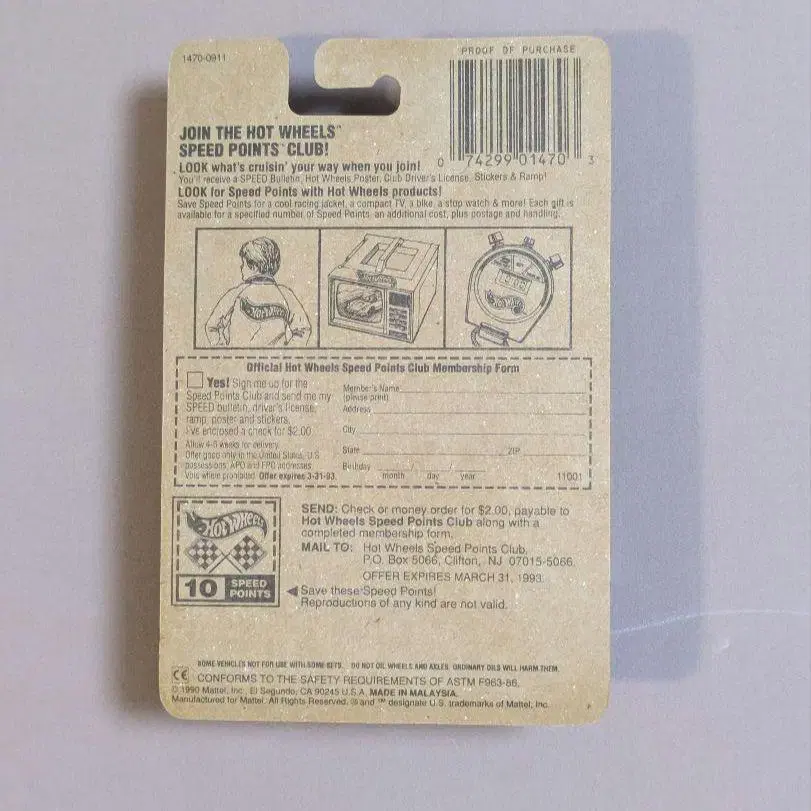 1470-0911
PROOF OF PURCHASE
0 74299 01470 3
JOIN THE HOT WHEELS™
SPEED POINTS™ CLUB!
LOOK what's cruisin' your way when you join!
You'll receive a SPEED Bulletin, Hot Wheels Poster, Club Driver's License, Stickers & Ramp!
LOOK for Speed Points with Hot Wheels products!
Save Speed Points for a cool racing jacket, a compact TV, a bike, a stop watch & more! Each gift is
available for a specified number of Speed Points, an additional cost, plus postage and handling.
Hot Wheels
Hot Wheels
Hot Wheels
Official Hot Wheels Speed Points Club Membership Form
Yes! Sign me up for the
Speed Points Club and send me my
SPEED bulletin, driver's license,
ramp, poster and stickers.
I've enclosed a check for $2.00
Allow 4-6 weeks for delivery.
Offer good only in the United States, U.S.
possessions, APO and FPO addresses.
Void where prohibited. Offer expires 3-31-93.
Member's Name
(please print)
Address
City
State ZIP
Birthday / /
month day year
11001
Hot Wheels
10 SPEED
POINTS
SEND: Check or money order for $2.00, payable to
Hot Wheels Speed Points Club along with a
completed membership form.
MAIL TO: Hot Wheels Speed Points Club,
P.O. Box 5066, Clifton, NJ 07015-5066.
OFFER EXPIRES MARCH 31, 1993.
◀ Save these Speed Points!
Reproductions of any kind are not valid.
SOME VEHICLES NOT FOR USE WITH SOME SETS. DO NOT OIL WHEELS AND AXLES. ORDINARY OILS WILL HARM THEM.
CE CONFORMS TO THE SAFETY REQUIREMENTS OF ASTM F963-86.
© 1990 Mattel, Inc., El Segundo, CA 90245 U.S.A. MADE IN MALAYSIA.
Manufactured for Mattel. All Rights Reserved. ® and ™ designate U.S. trademarks of Mattel, Inc.